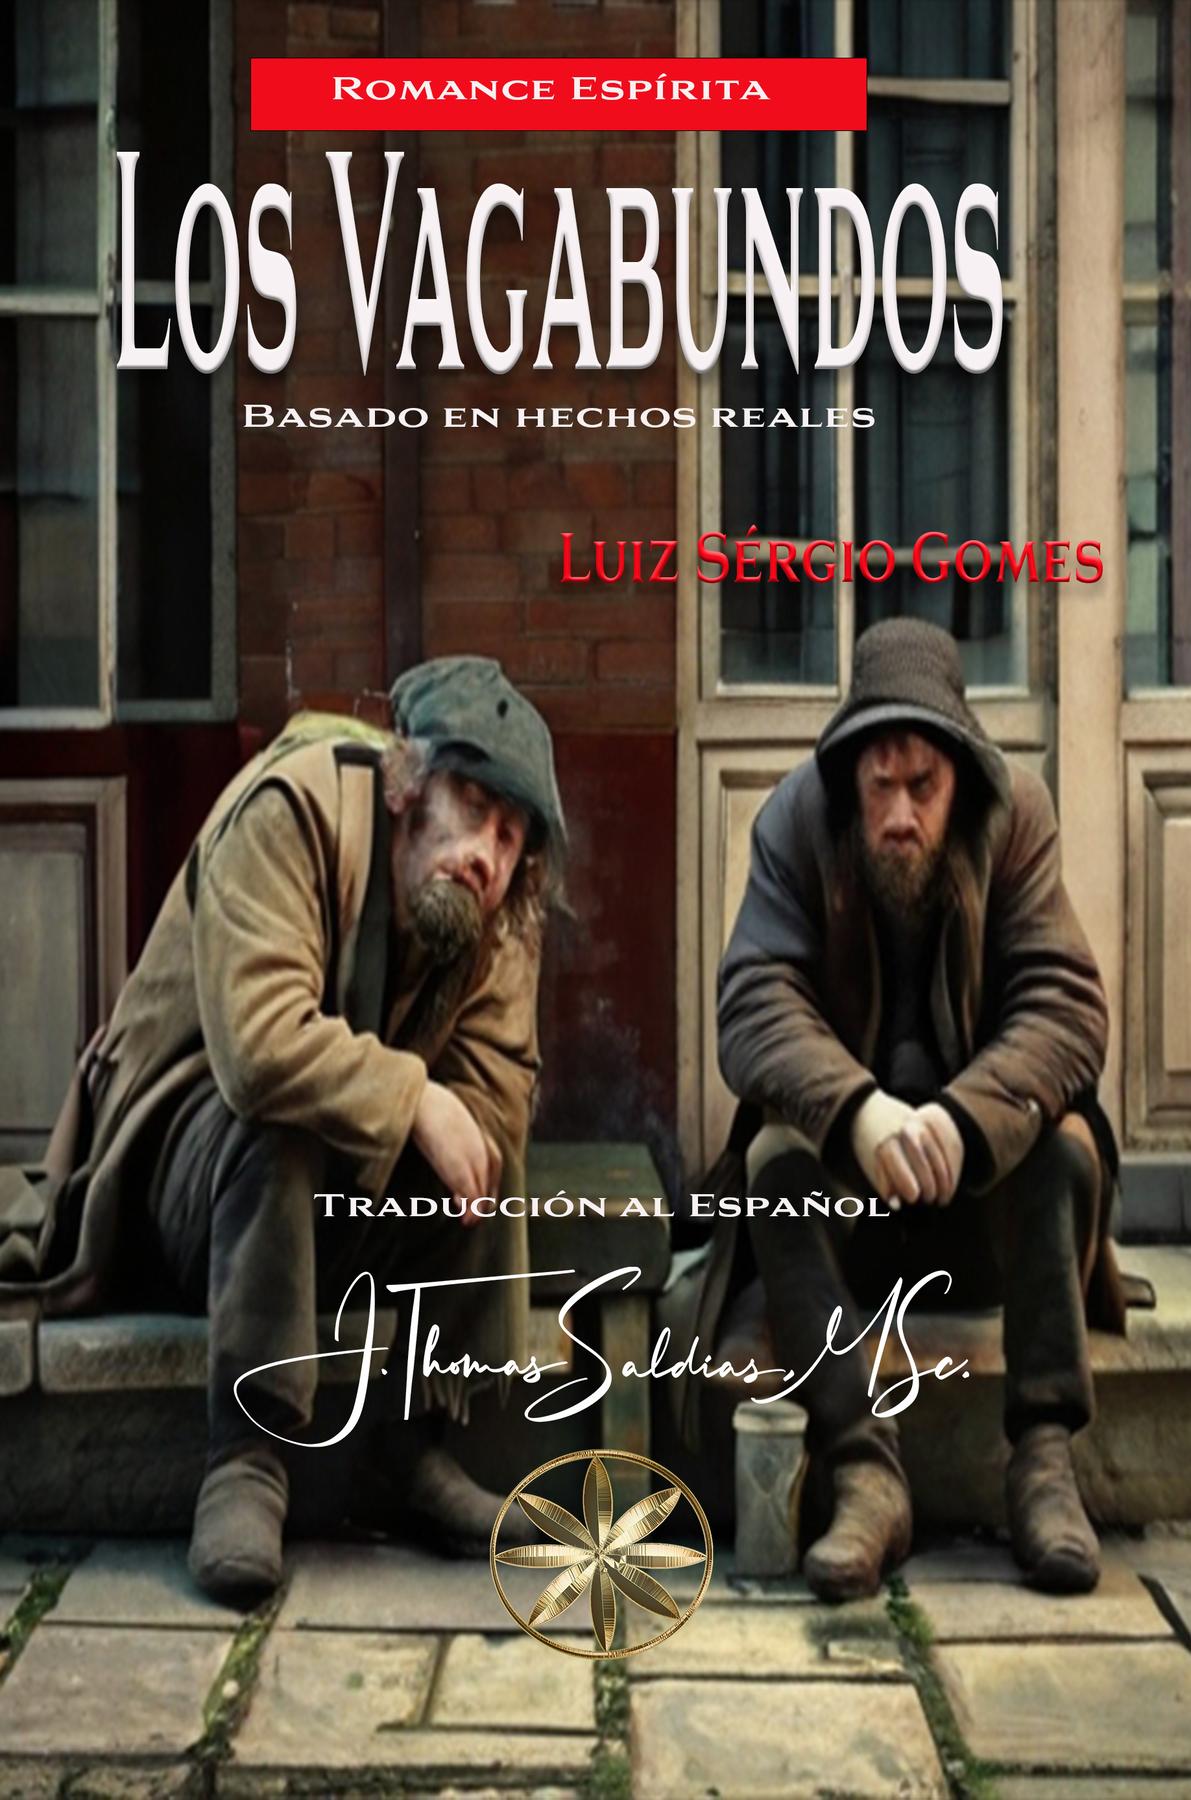 Romance Espírita
Los Vagabundos
Basado en hechos reales
Luiz Sérgio Gomes
Traducción al Español
J. Thomas Saldias, MSc.